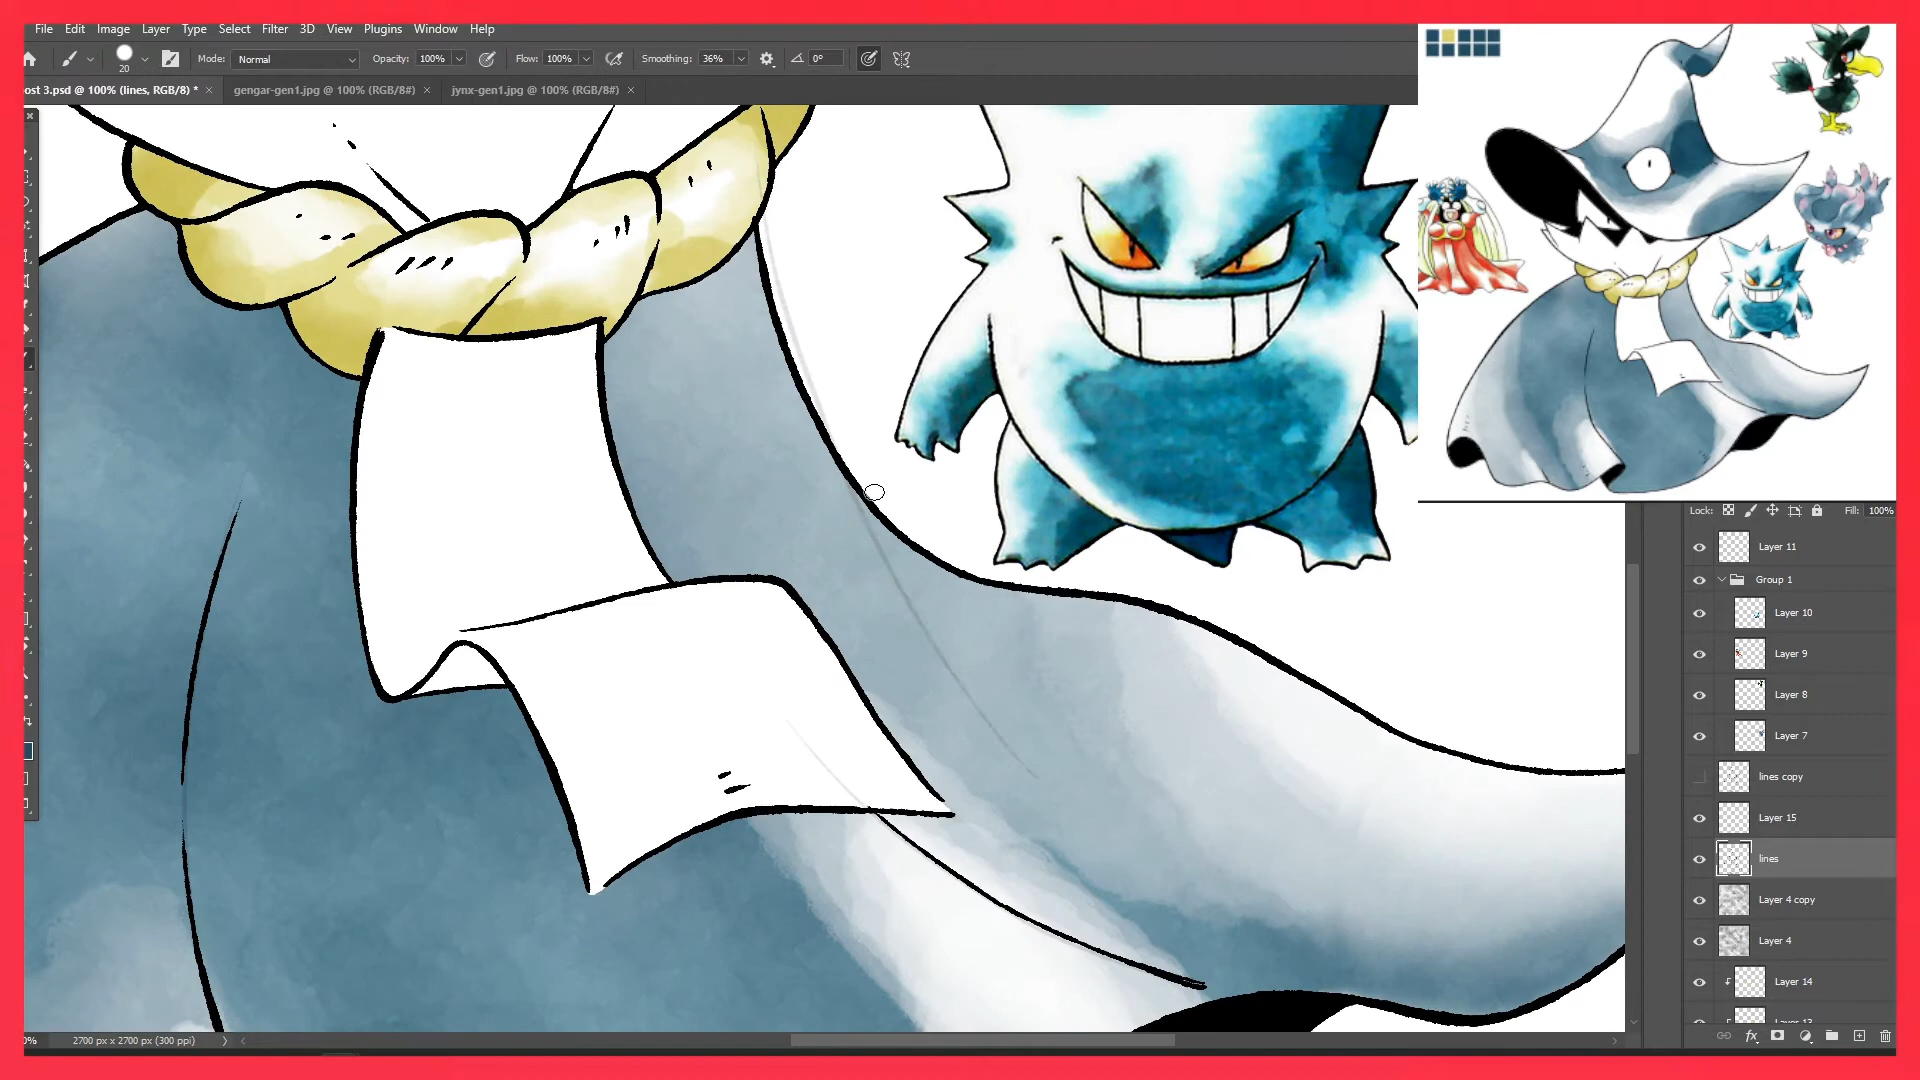 File Edit Image Layer Type Select Filter 3D View Plugins Window Help
20 Mode: Normal Opacity: 100% Flow: 100% Smoothing: 36% 0°
ost 3.psd @ 100% (lines, RGB/8) * × gengar-gen1.jpg @ 100% (RGB/8#) × jynx-gen1.jpg @ 100% (RGB/8#) ×
Lock: Fill: 100%
Layer 11
Group 1
Layer 10
Layer 9
Layer 8
Layer 7
lines copy
Layer 15
lines
Layer 4 copy
Layer 4
Layer 14
0% 2700 px x 2700 px (300 ppi)
fx